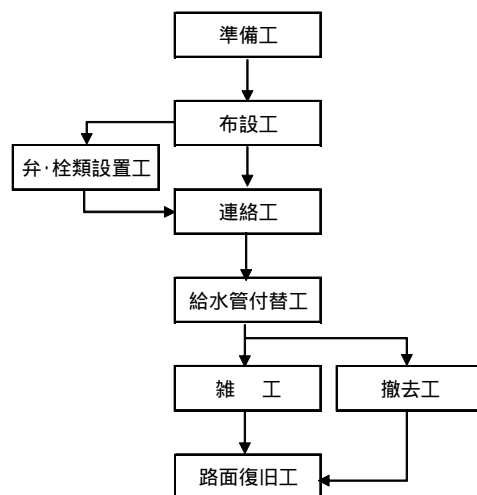 準備工
布設工
弁・栓類設置工
連絡工
給水管付替工
雑　工
撤去工
路面復旧工